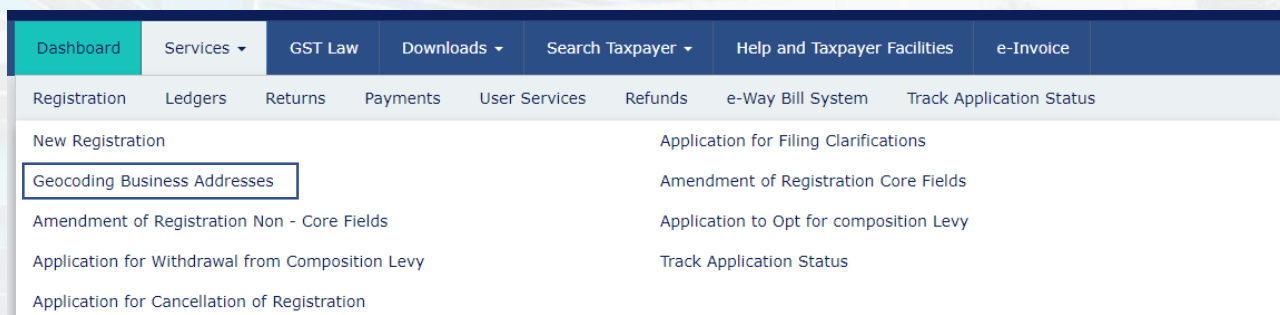 Dashboard Services GST Law Downloads Search Taxpayer Help and Taxpayer Facilities e-Invoice
Registration Ledgers Returns Payments User Services Refunds e-Way Bill System Track Application Status
New Registration Application for Filing Clarifications
Geocoding Business Addresses Amendment of Registration Core Fields
Amendment of Registration Non - Core Fields Application to Opt for composition Levy
Application for Withdrawal from Composition Levy Track Application Status
Application for Cancellation of Registration